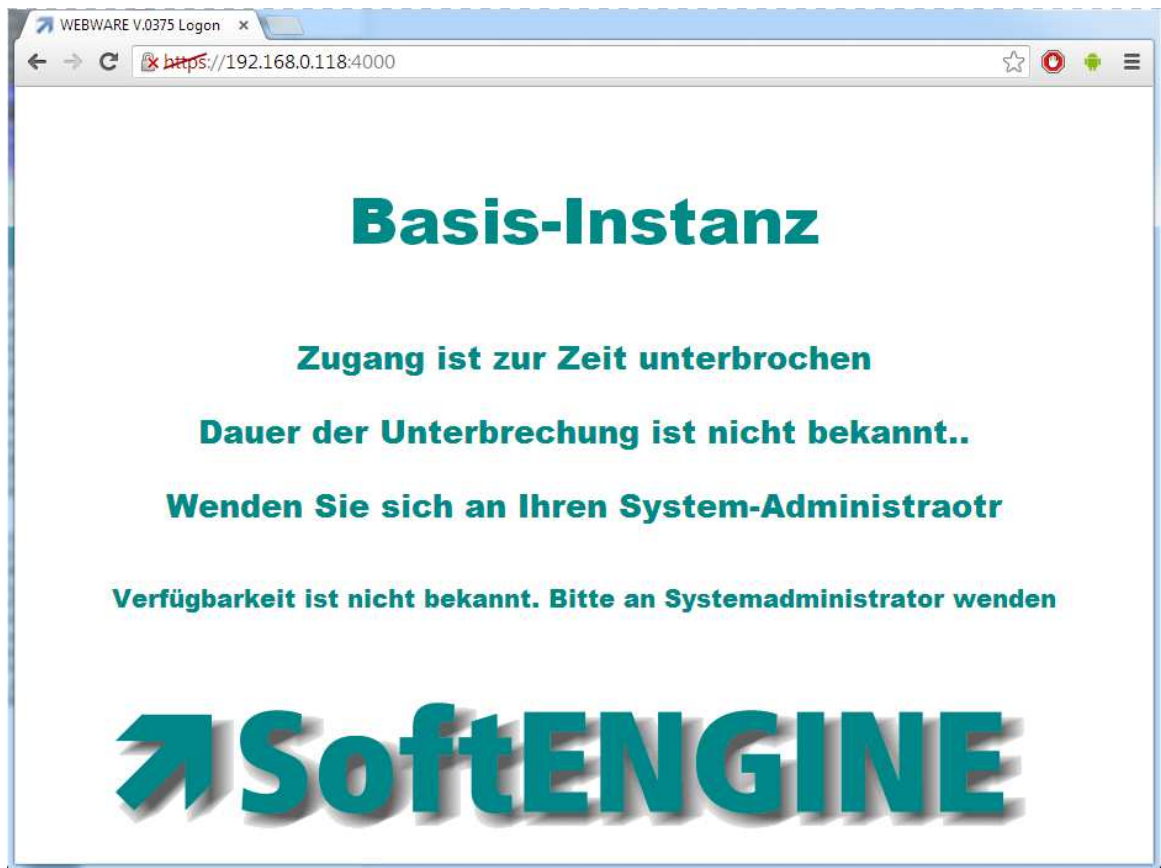 WEBWARE V.0375 Logon
https://192.168.0.118:4000
Basis-Instanz
Zugang ist zur Zeit unterbrochen
Dauer der Unterbrechung ist nicht bekannt..
Wenden Sie sich an Ihren System-Administraotr
Verfügbarkeit ist nicht bekannt. Bitte an Systemadministrator wenden
SoftENGINE